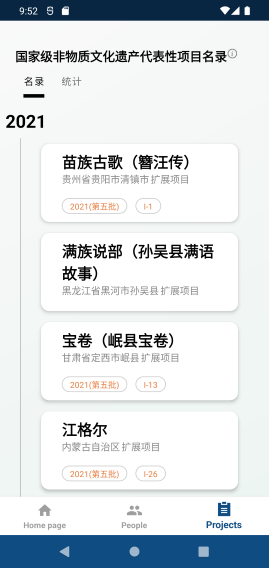 9:52
国家级非物质文化遗产代表性项目名录
名录 统计
2021
苗族古歌（簪汪传）
贵州省贵阳市清镇市 扩展项目
2021(第五批) I-1
满族说部（孙吴县满语
故事）
黑龙江省黑河市孙吴县 扩展项目
宝卷（岷县宝卷）
甘肃省定西市岷县 扩展项目
2021(第五批) I-13
江格尔
内蒙古自治区 扩展项目
2021(第五批) I-26
Home page People Projects